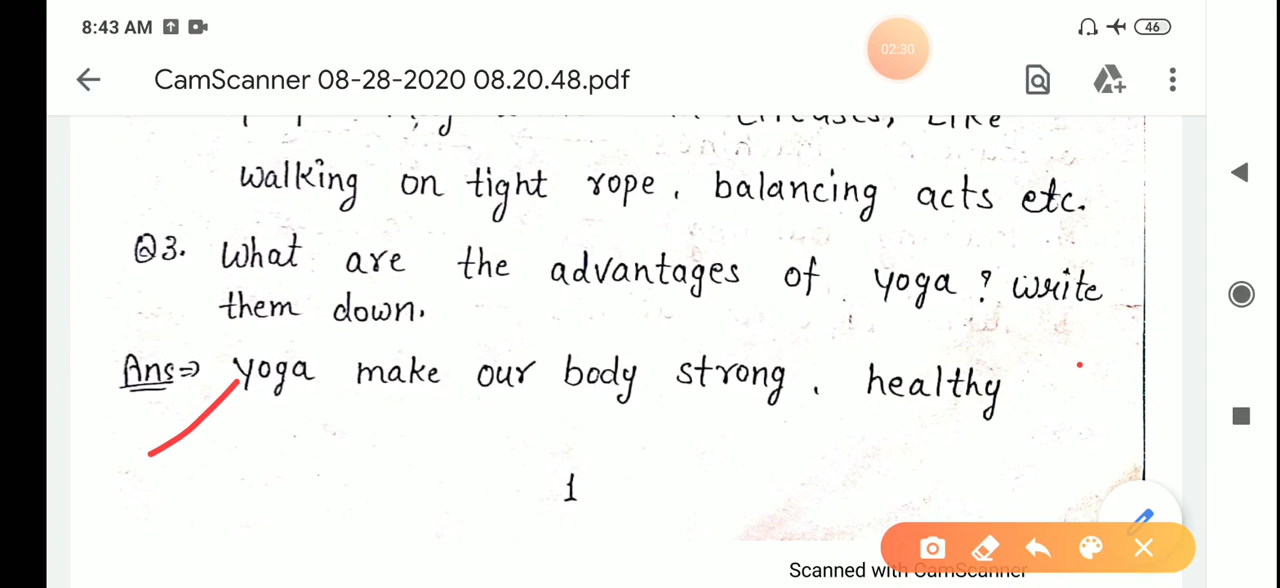 8:43 AM 46
02:30
CamScanner 08-28-2020 08.20.48.pdf
circuses, like
walking on tight rope, balancing acts etc.
Q3. What are the advantages of yoga? write
them down.
Ans⇒ yoga make our body strong, healthy
1
Scanned with CamScanner